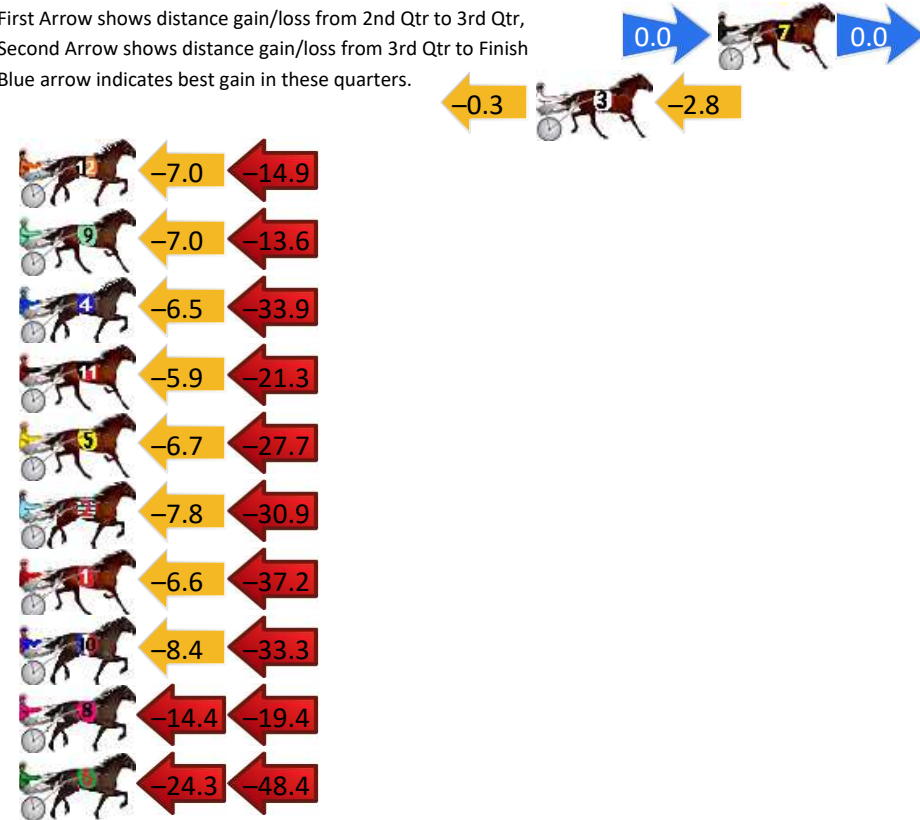 First Arrow shows distance gain/loss from 2nd Qtr to 3rd Qtr,
Second Arrow shows distance gain/loss from 3rd Qtr to Finish
Blue arrow indicates best gain in these quarters.
0.0 7 0.0
–0.3 3 –2.8
12 –7.0 –14.9
9 –7.0 –13.6
4 –6.5 –33.9
11 –5.9 –21.3
5 –6.7 –27.7
2 –7.8 –30.9
1 –6.6 –37.2
10 –8.4 –33.3
8 –14.4 –19.4
6 –24.3 –48.4